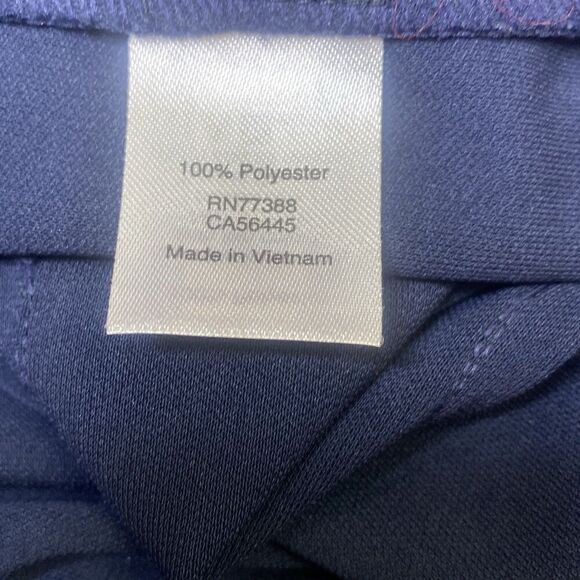 100% Polyester
RN77388
CA56445
Made in Vietnam